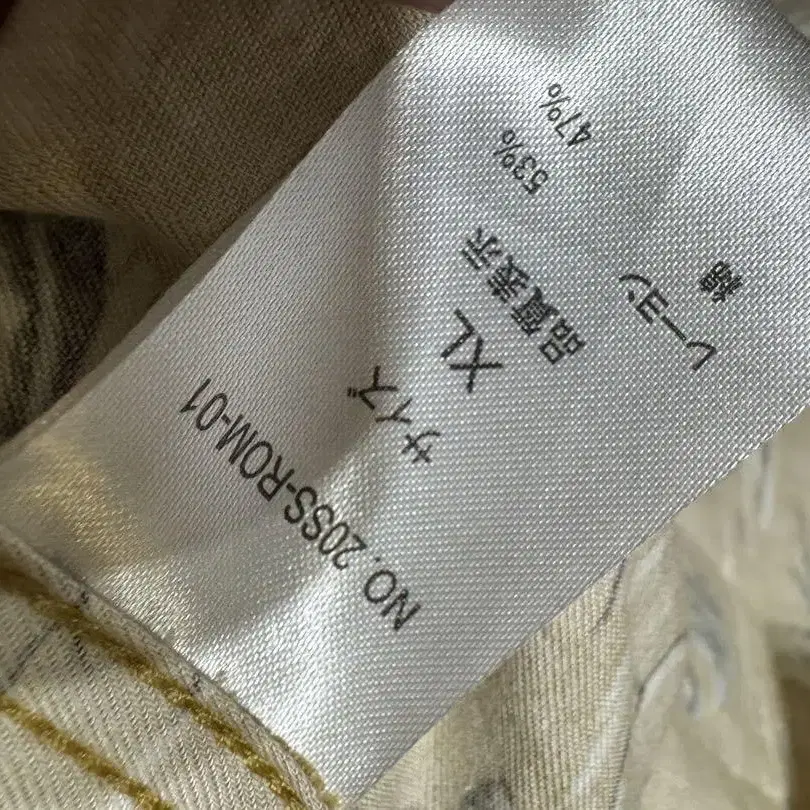 NO. 20SS-ROM-01
サイズ
XL
品質表示
レーヨン 53%
綿 47%